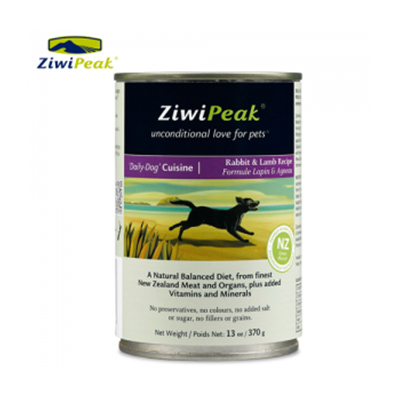 ZiwiPeak®
ZiwiPeak®
unconditional love for pets™
'Daily-Dog' Cuisine
Rabbit & Lamb Recipe
Formule Lapin & Agneau
NZ
A Natural Balanced Diet, from finest
New Zealand Meat and Organs, plus added
Vitamins and Minerals
No preservatives, no colours, no added salt
or sugar, no fillers or grains.
Net Weight / Poids Net: 13 oz / 370 g